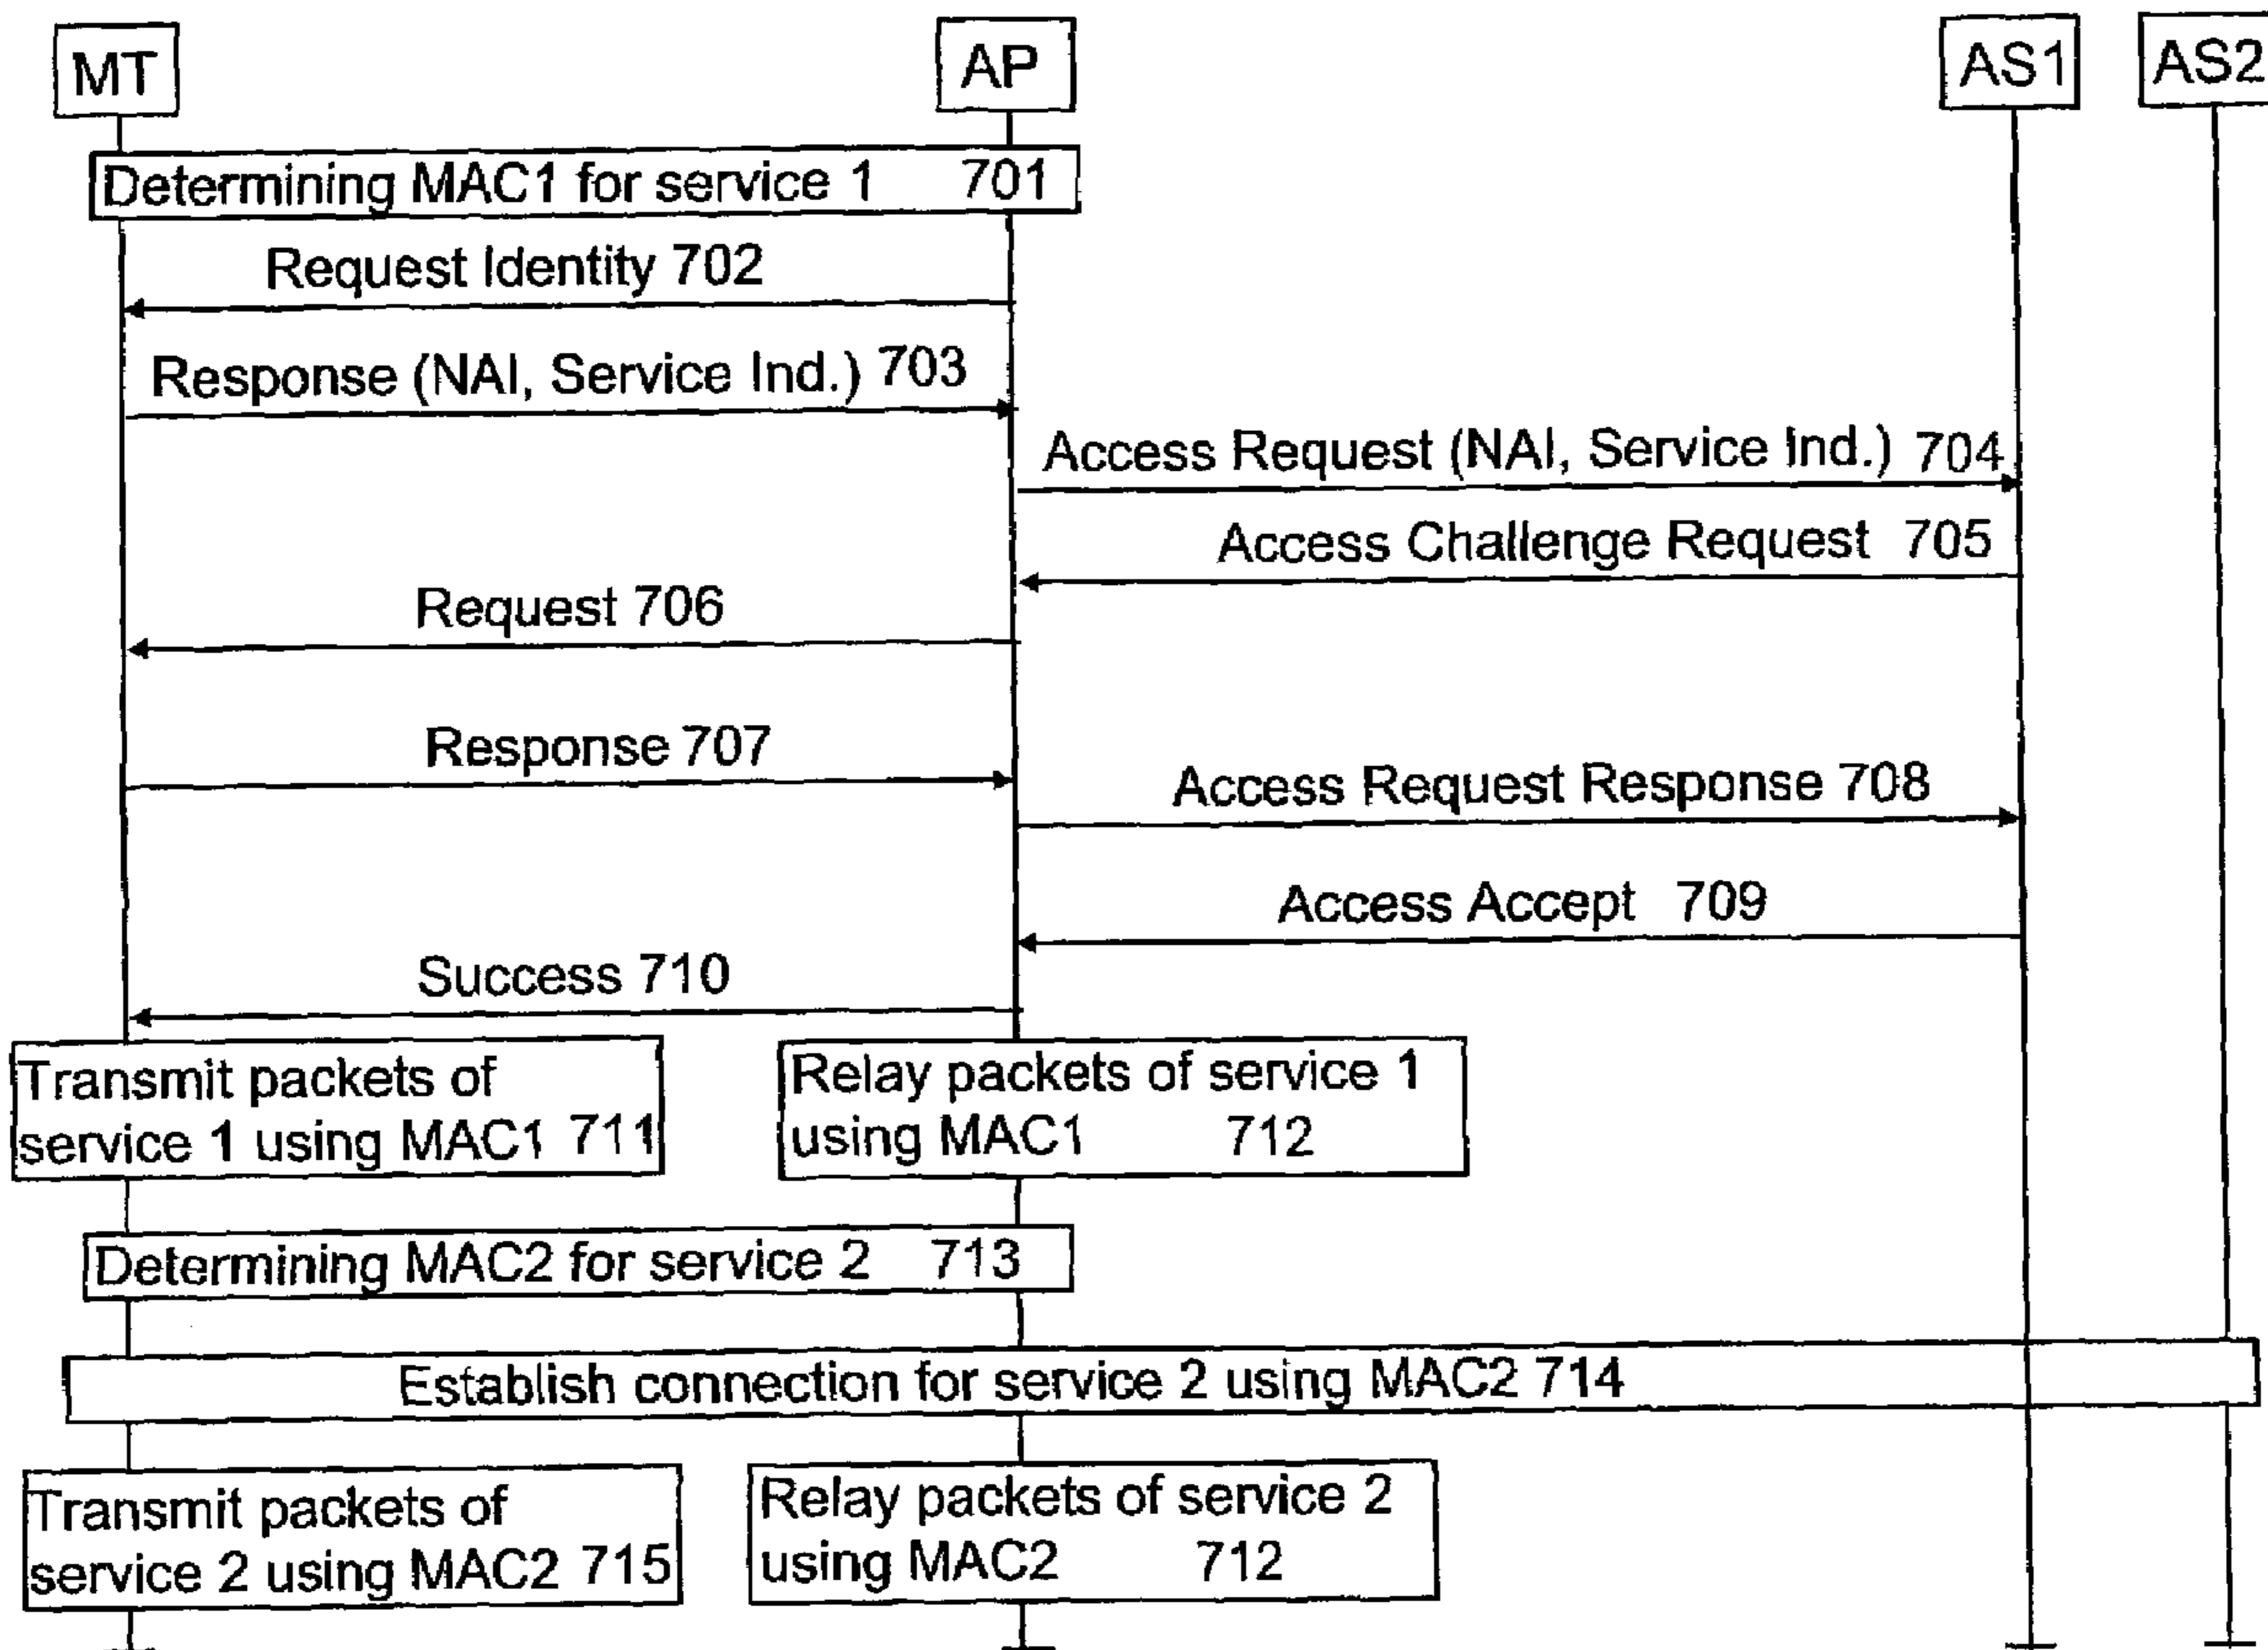 MT
AP
AS1
AS2
Determining MAC1 for service 1 701
Request Identity 702
Response (NAI, Service Ind.) 703
Access Request (NAI, Service Ind.) 704
Access Challenge Request 705
Request 706
Response 707
Access Request Response 708
Access Accept 709
Success 710
Transmit packets of
service 1 using MAC1 711
Relay packets of service 1
using MAC1 712
Determining MAC2 for service 2 713
Establish connection for service 2 using MAC2 714
Transmit packets of
service 2 using MAC2 715
Relay packets of service 2
using MAC2 712